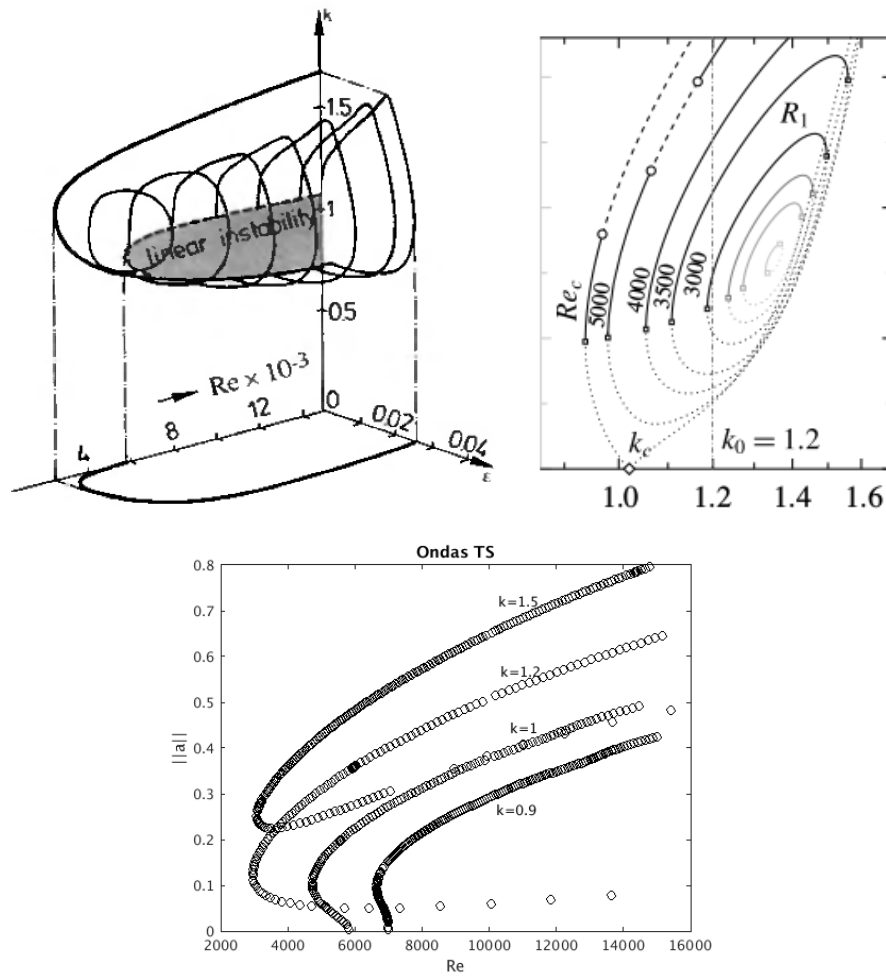 k
1.5
1
linear instability
0.5
Re × 10⁻³
0
4
8
12
0.02
0.04
ε
R₁
Re_c
5000
4000
3500
3000
k_c
k₀ = 1.2
1.0
1.2
1.4
1.6
Ondas TS
||a||
0.8
0.7
0.6
0.5
0.4
0.3
0.2
0.1
0
k=1.5
k=1.2
k=1
k=0.9
2000
4000
6000
8000
10000
12000
14000
16000
Re